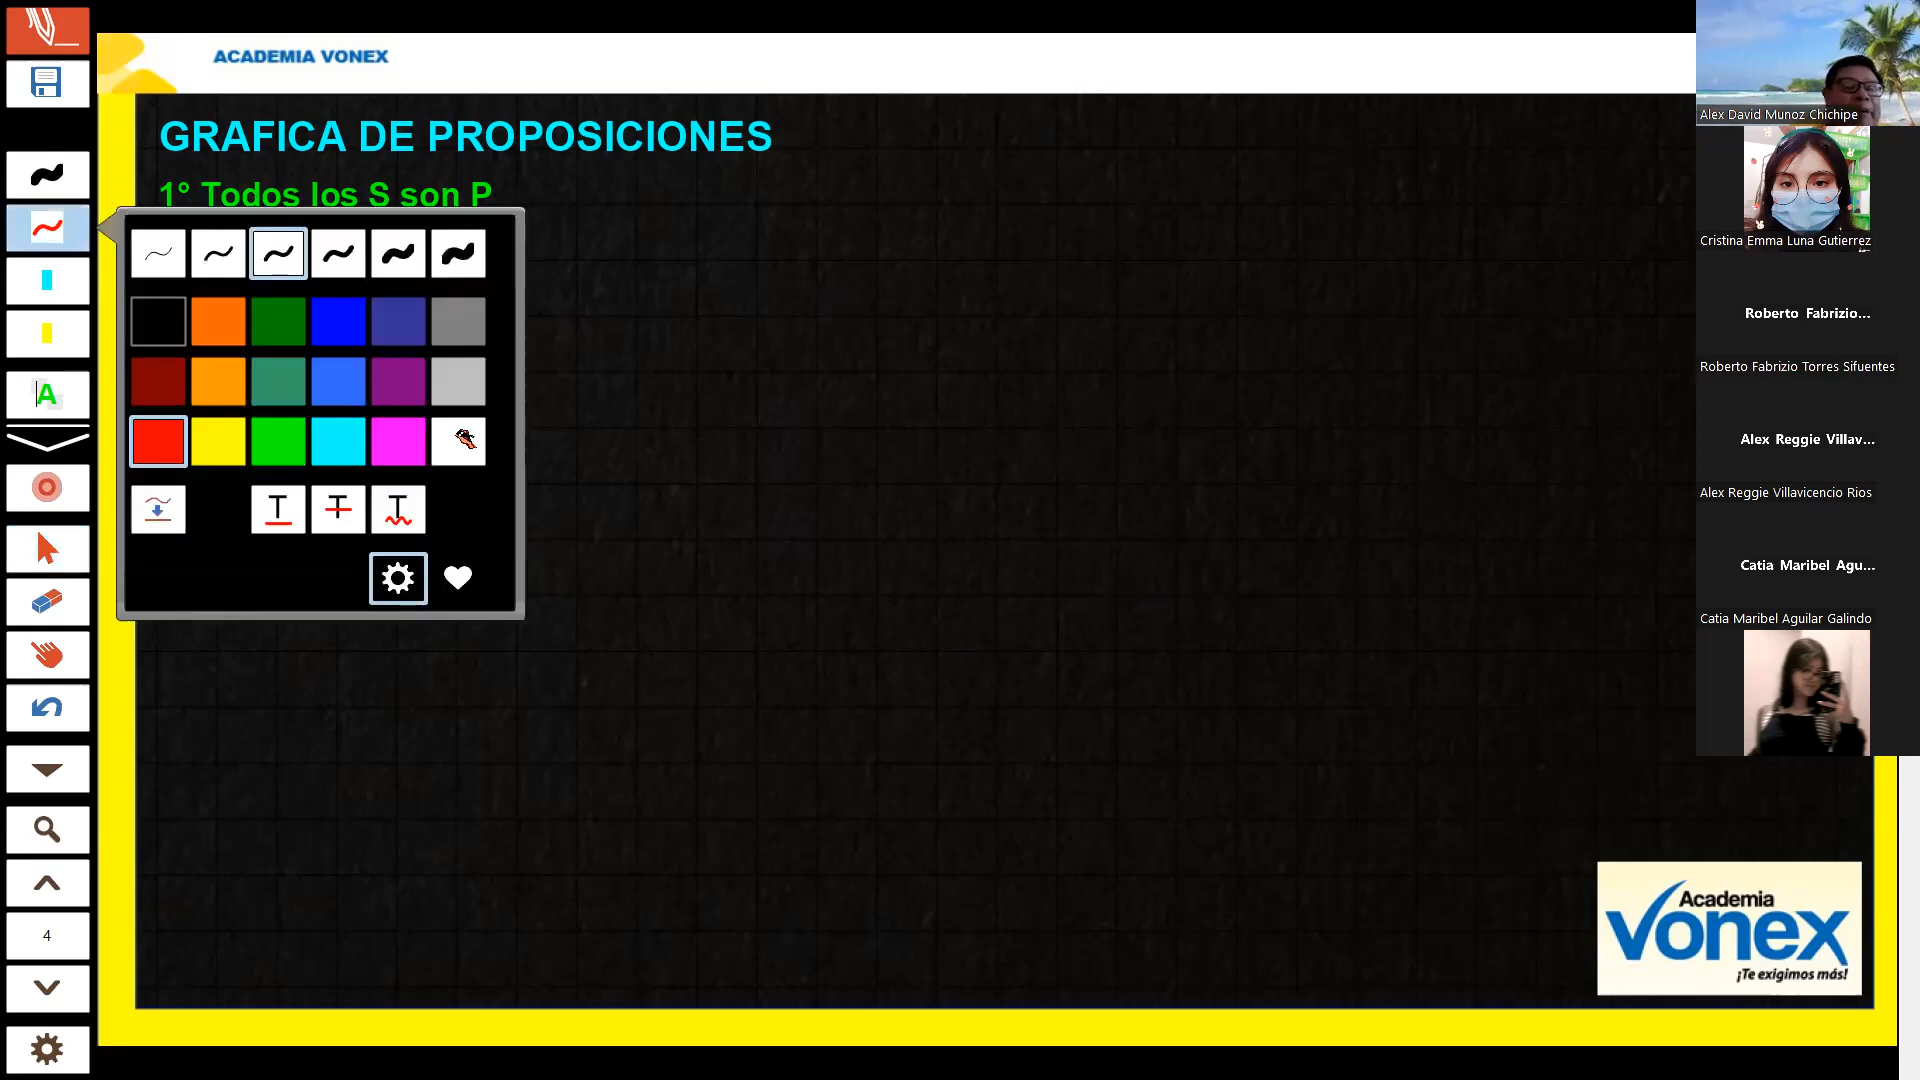 ACADEMIA VONEX
GRAFICA DE PROPOSICIONES
1° Todos los S son P
A
T T T
4
Academia
Vonex
¡Te exigimos más!
Alex David Munoz Chichipe
Cristina Emma Luna Gutierrez
Roberto Fabrizio...
Roberto Fabrizio Torres Sifuentes
Alex Reggie Villav...
Alex Reggie Villavicencio Rios
Catia Maribel Agu...
Catia Maribel Aguilar Galindo